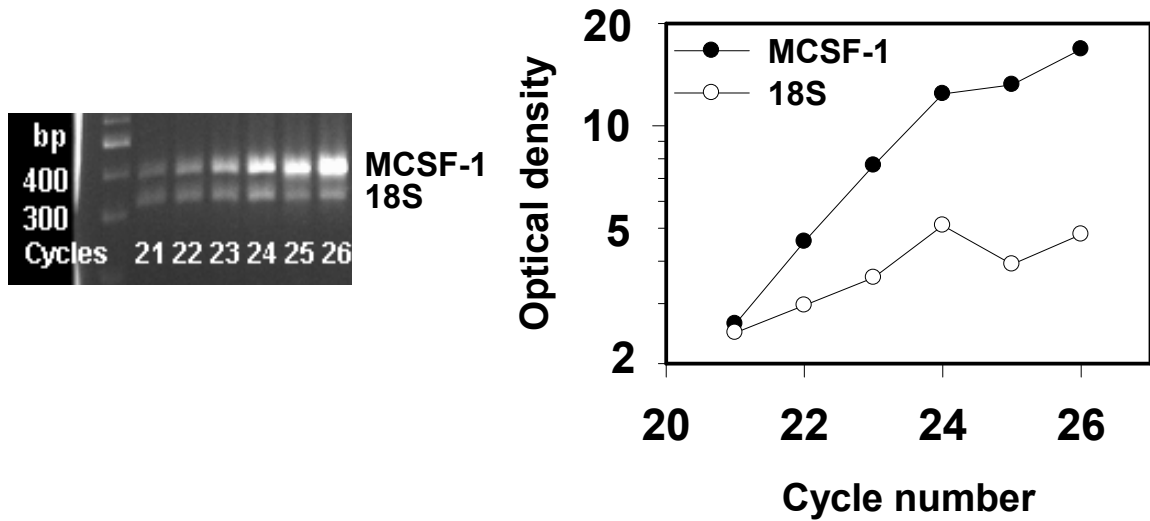 bp
400
300
Cycles 21 22 23 24 25 26
MCSF-1
18S
Optical density
20
10
5
2
MCSF-1
18S
20 22 24 26
Cycle number